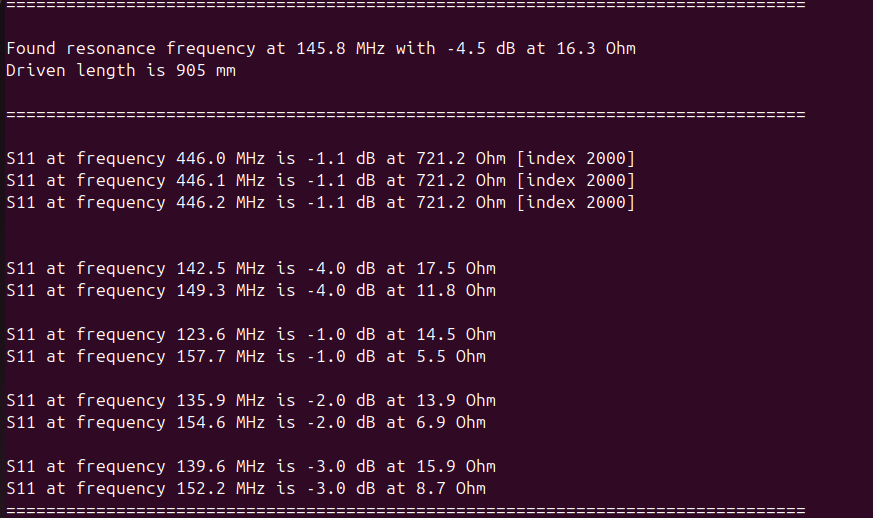 ================================================================================
Found resonance frequency at 145.8 MHz with -4.5 dB at 16.3 Ohm
Driven length is 905 mm
================================================================================
S11 at frequency 446.0 MHz is -1.1 dB at 721.2 Ohm [index 2000]
S11 at frequency 446.1 MHz is -1.1 dB at 721.2 Ohm [index 2000]
S11 at frequency 446.2 MHz is -1.1 dB at 721.2 Ohm [index 2000]
S11 at frequency 142.5 MHz is -4.0 dB at 17.5 Ohm
S11 at frequency 149.3 MHz is -4.0 dB at 11.8 Ohm
S11 at frequency 123.6 MHz is -1.0 dB at 14.5 Ohm
S11 at frequency 157.7 MHz is -1.0 dB at 5.5 Ohm
S11 at frequency 135.9 MHz is -2.0 dB at 13.9 Ohm
S11 at frequency 154.6 MHz is -2.0 dB at 6.9 Ohm
S11 at frequency 139.6 MHz is -3.0 dB at 15.9 Ohm
S11 at frequency 152.2 MHz is -3.0 dB at 8.7 Ohm
================================================================================